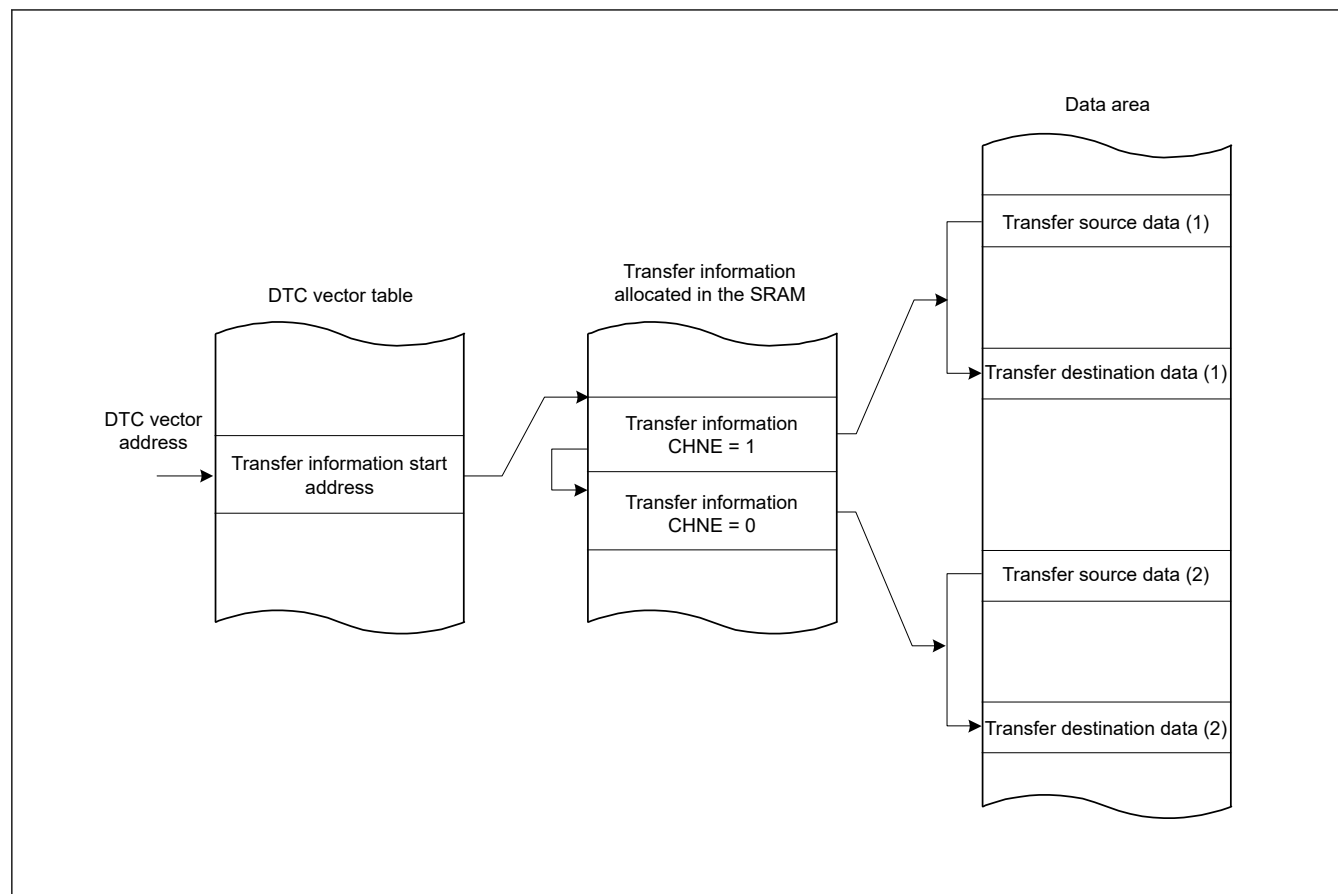 Data area
Transfer source data (1)
Transfer information
allocated in the SRAM
DTC vector table
Transfer destination data (1)
DTC vector
address
Transfer information start
address
Transfer information
CHNE = 1
Transfer information
CHNE = 0
Transfer source data (2)
Transfer destination data (2)